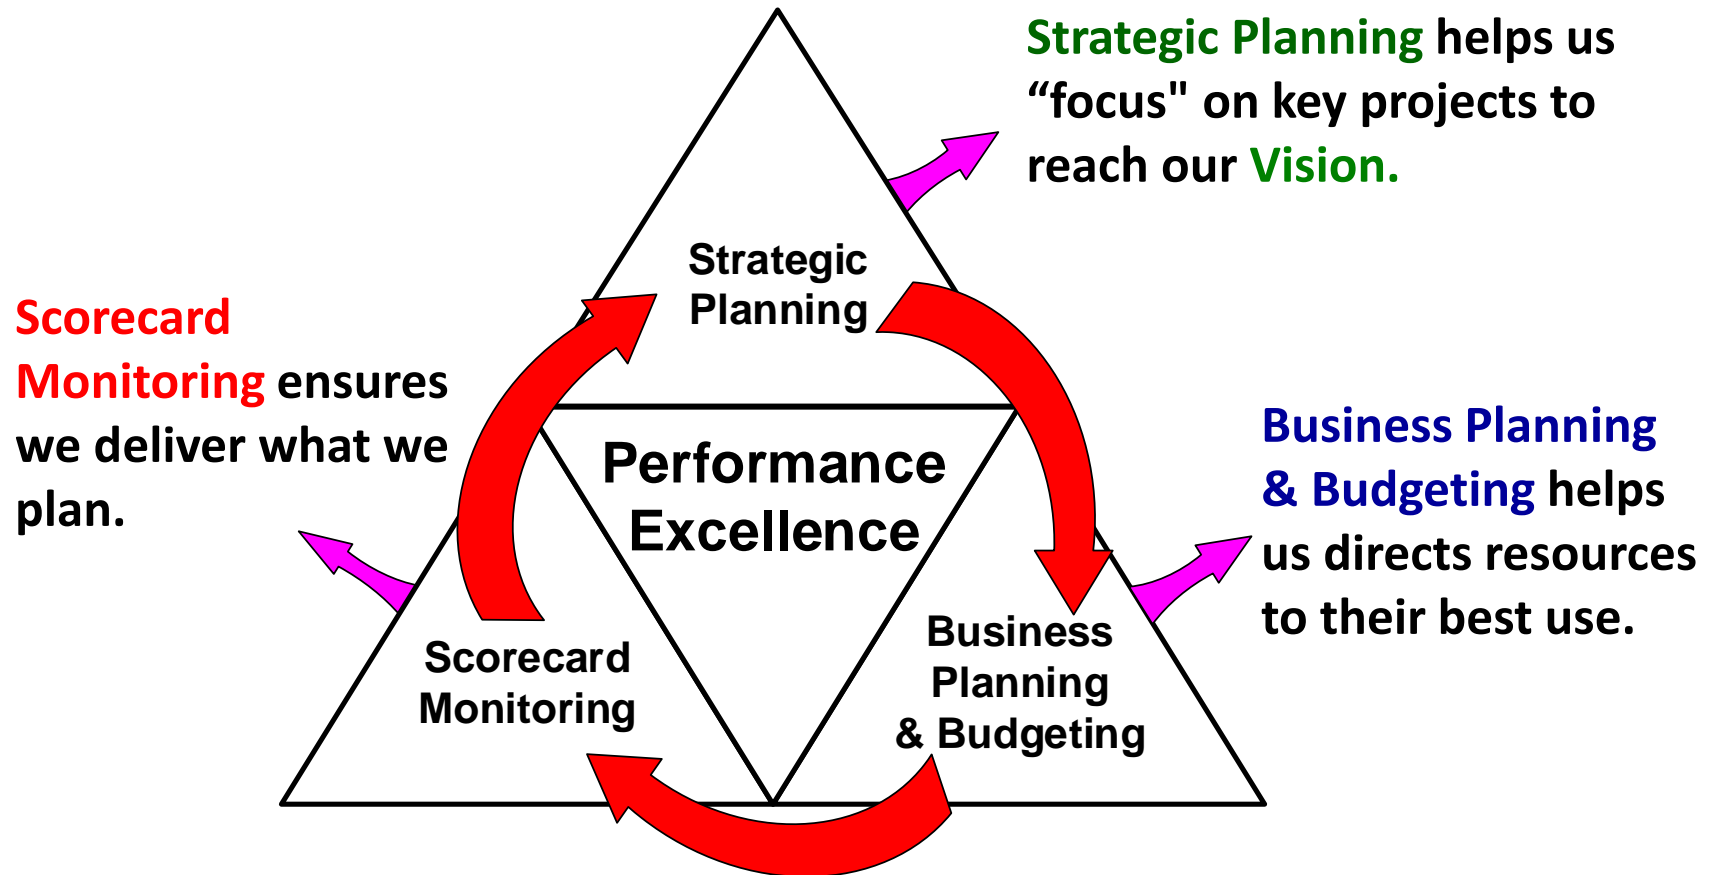 Strategic Planning helps us
“focus" on key projects to
reach our Vision.
Strategic
Planning
Scorecard
Monitoring ensures
we deliver what we
plan.
Performance
Excellence
Business Planning
& Budgeting helps
us directs resources
to their best use.
Scorecard
Monitoring
Business
Planning
& Budgeting